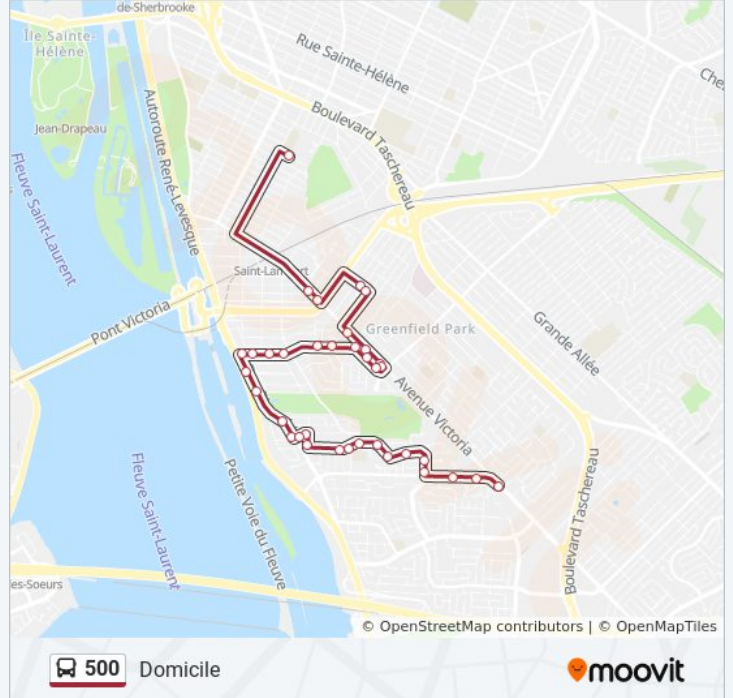 de-Sherbrooke
Île Sainte-
Hélène
Rue Sainte-Hélène
Che
Autoroute René-Levesque
Boulevard Taschereau
Jean-Drapeau
Fleuve Saint-Laurent
Saint-Lambert
Pont Victoria
Greenfield Park
Grande Allée
Avenue Victoria
Fleuve Saint-Laurent
Petite Voie du Fleuve
Boulevard Taschereau
es-Soeurs
© OpenStreetMap contributors | © OpenMapTiles
500 Domicile
moovit